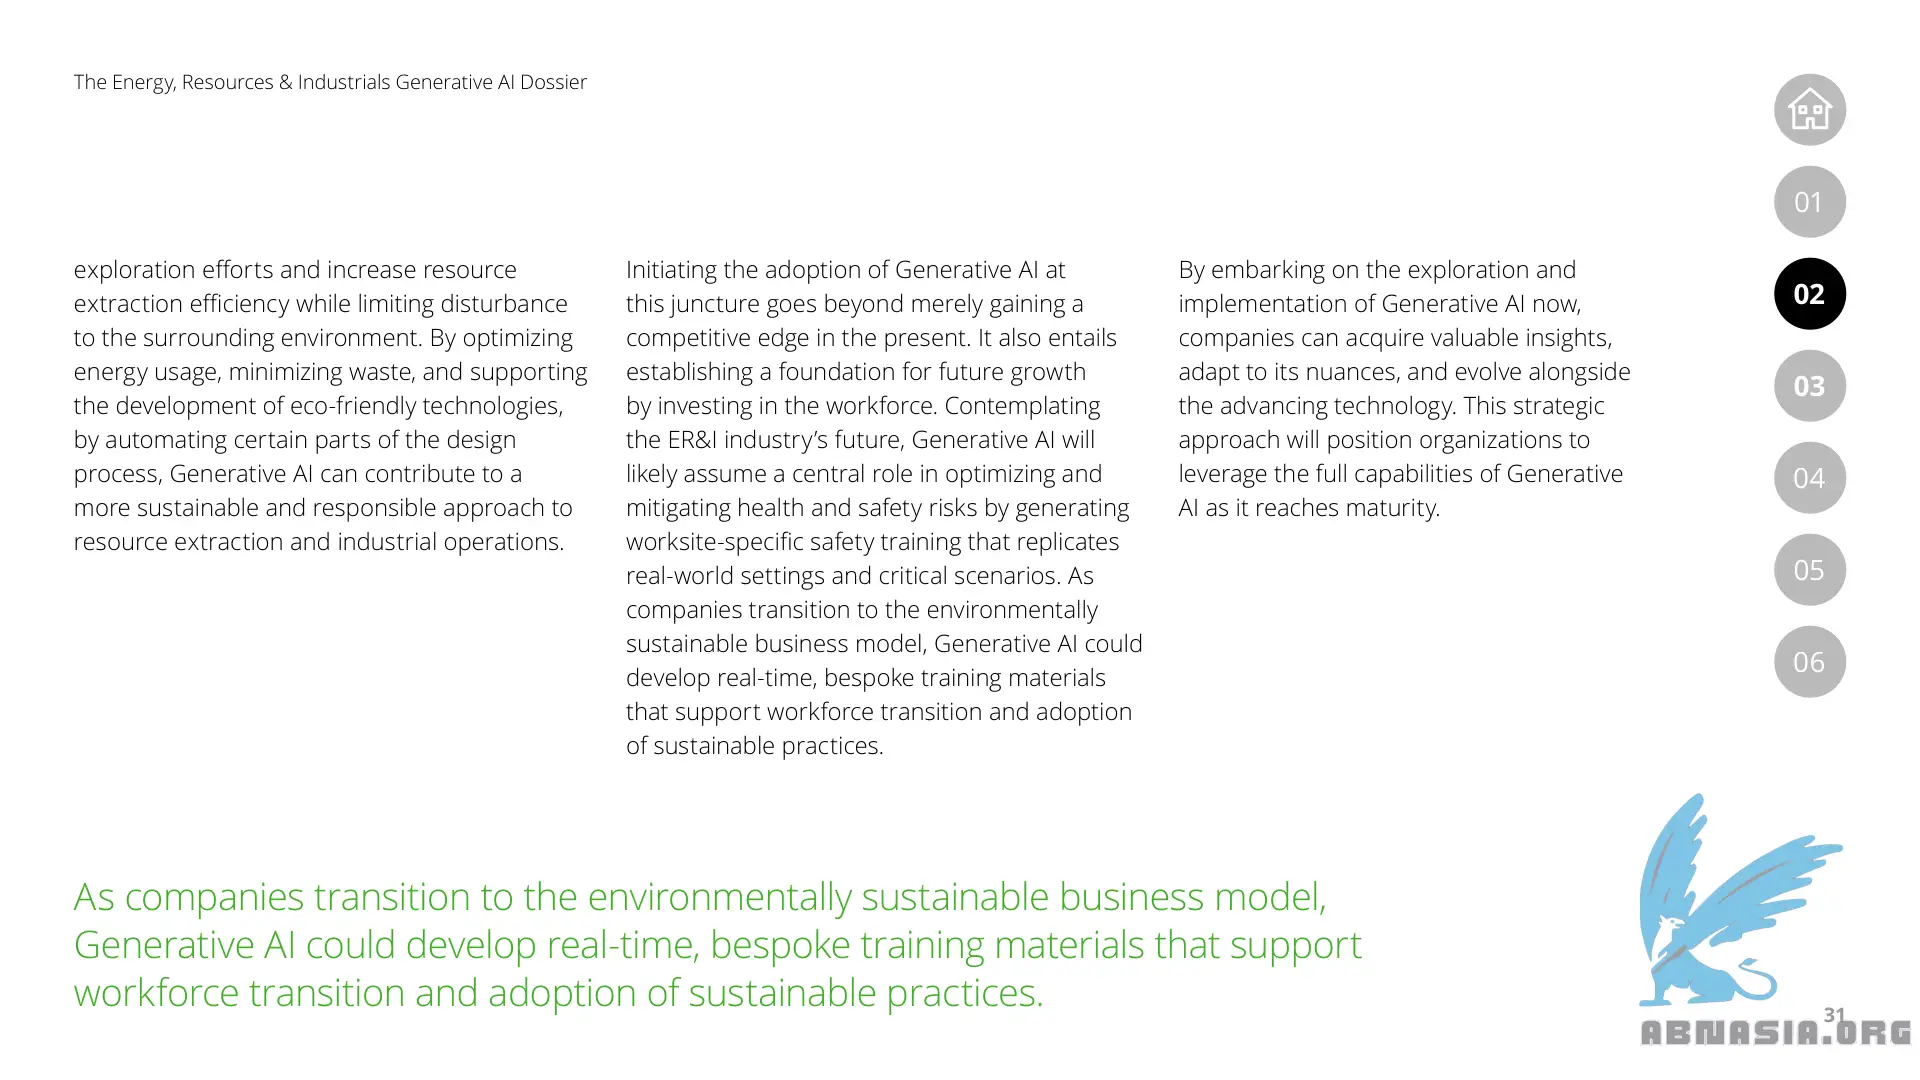 The Energy, Resources & Industrials Generative AI Dossier
exploration efforts and increase resource
extraction efficiency while limiting disturbance
to the surrounding environment. By optimizing
energy usage, minimizing waste, and supporting
the development of eco-friendly technologies,
by automating certain parts of the design
process, Generative AI can contribute to a
more sustainable and responsible approach to
resource extraction and industrial operations.
Initiating the adoption of Generative AI at
this juncture goes beyond merely gaining a
competitive edge in the present. It also entails
establishing a foundation for future growth
by investing in the workforce. Contemplating
the ER&I industry’s future, Generative AI will
likely assume a central role in optimizing and
mitigating health and safety risks by generating
worksite-specific safety training that replicates
real-world settings and critical scenarios. As
companies transition to the environmentally
sustainable business model, Generative AI could
develop real-time, bespoke training materials
that support workforce transition and adoption
of sustainable practices.
By embarking on the exploration and
implementation of Generative AI now,
companies can acquire valuable insights,
adapt to its nuances, and evolve alongside
the advancing technology. This strategic
approach will position organizations to
leverage the full capabilities of Generative
AI as it reaches maturity.
As companies transition to the environmentally sustainable business model,
Generative AI could develop real-time, bespoke training materials that support
workforce transition and adoption of sustainable practices.
01
02
03
04
05
06
31
ABNASIA.ORG